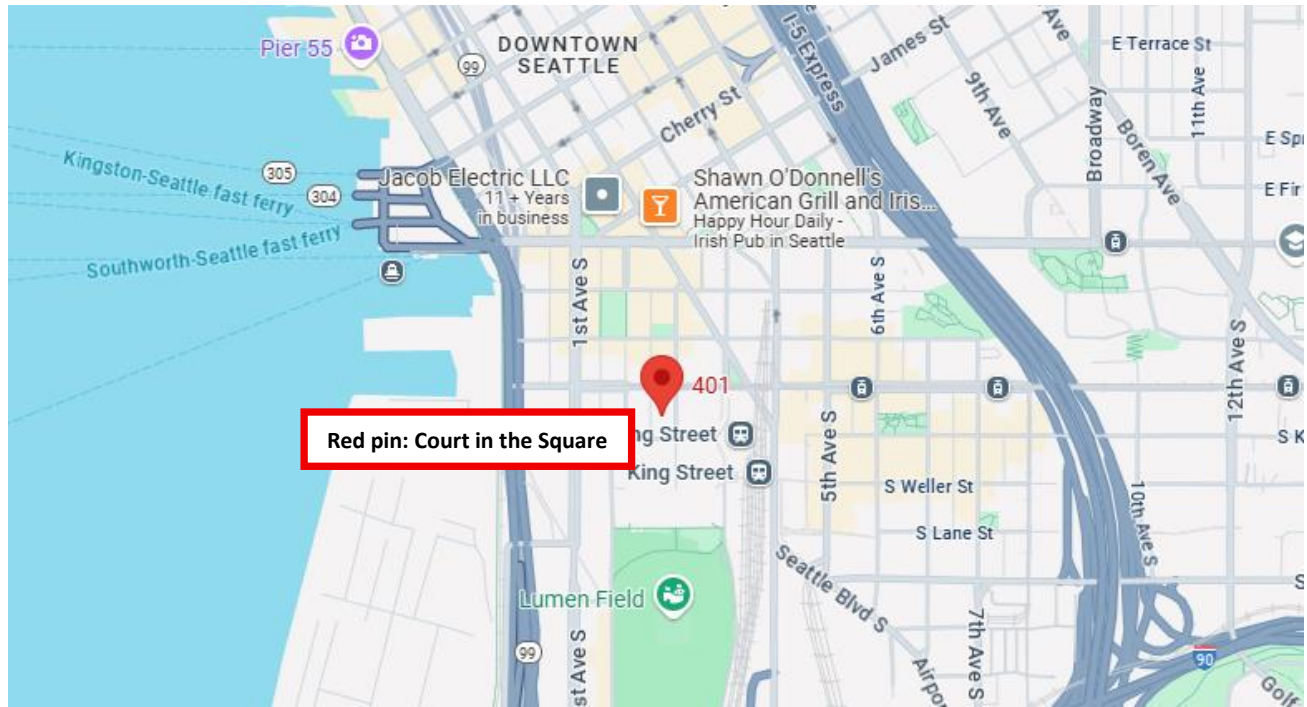 Pier 55
DOWNTOWN
SEATTLE
99
I-5 Express
James St
Ave
E Terrace St
9th Ave
11th Ave
Broadway
Boren Ave
Cherry St
Kingston-Seattle fast ferry
305
304
Jacob Electric LLC
11 + Years
in business
Shawn O'Donnell's
American Grill and Iris...
Happy Hour Daily -
Irish Pub in Seattle
E Fir
Southworth-Seattle fast ferry
1st Ave S
6th Ave S
12th Ave S
401
Red pin: Court in the Square
ng Street
King Street
5th Ave S
S Weller St
S Lane St
10th Ave S
Seattle Blvd S
Lumen Field
7th Ave S
99
st Ave S
90